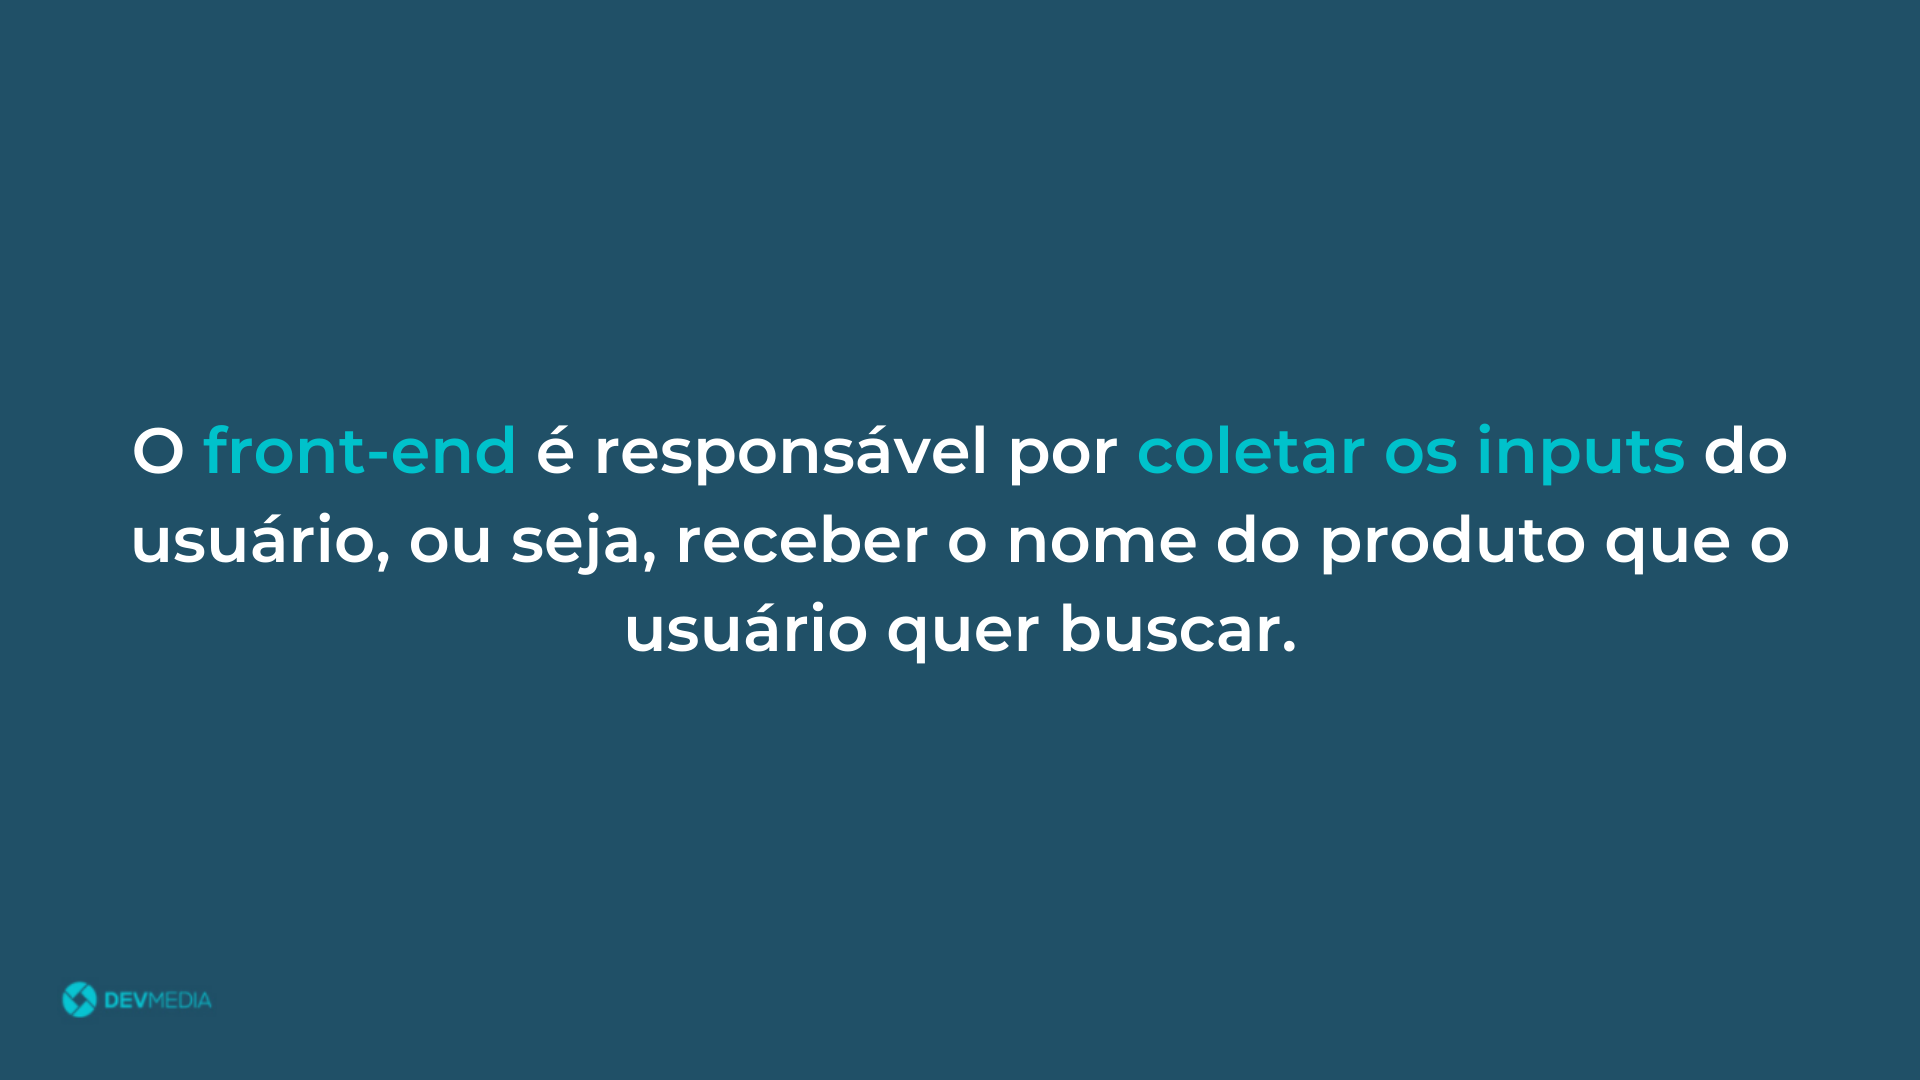 O front-end é responsável por coletar os inputs do
usuário, ou seja, receber o nome do produto que o
usuário quer buscar.
DEVMEDIA